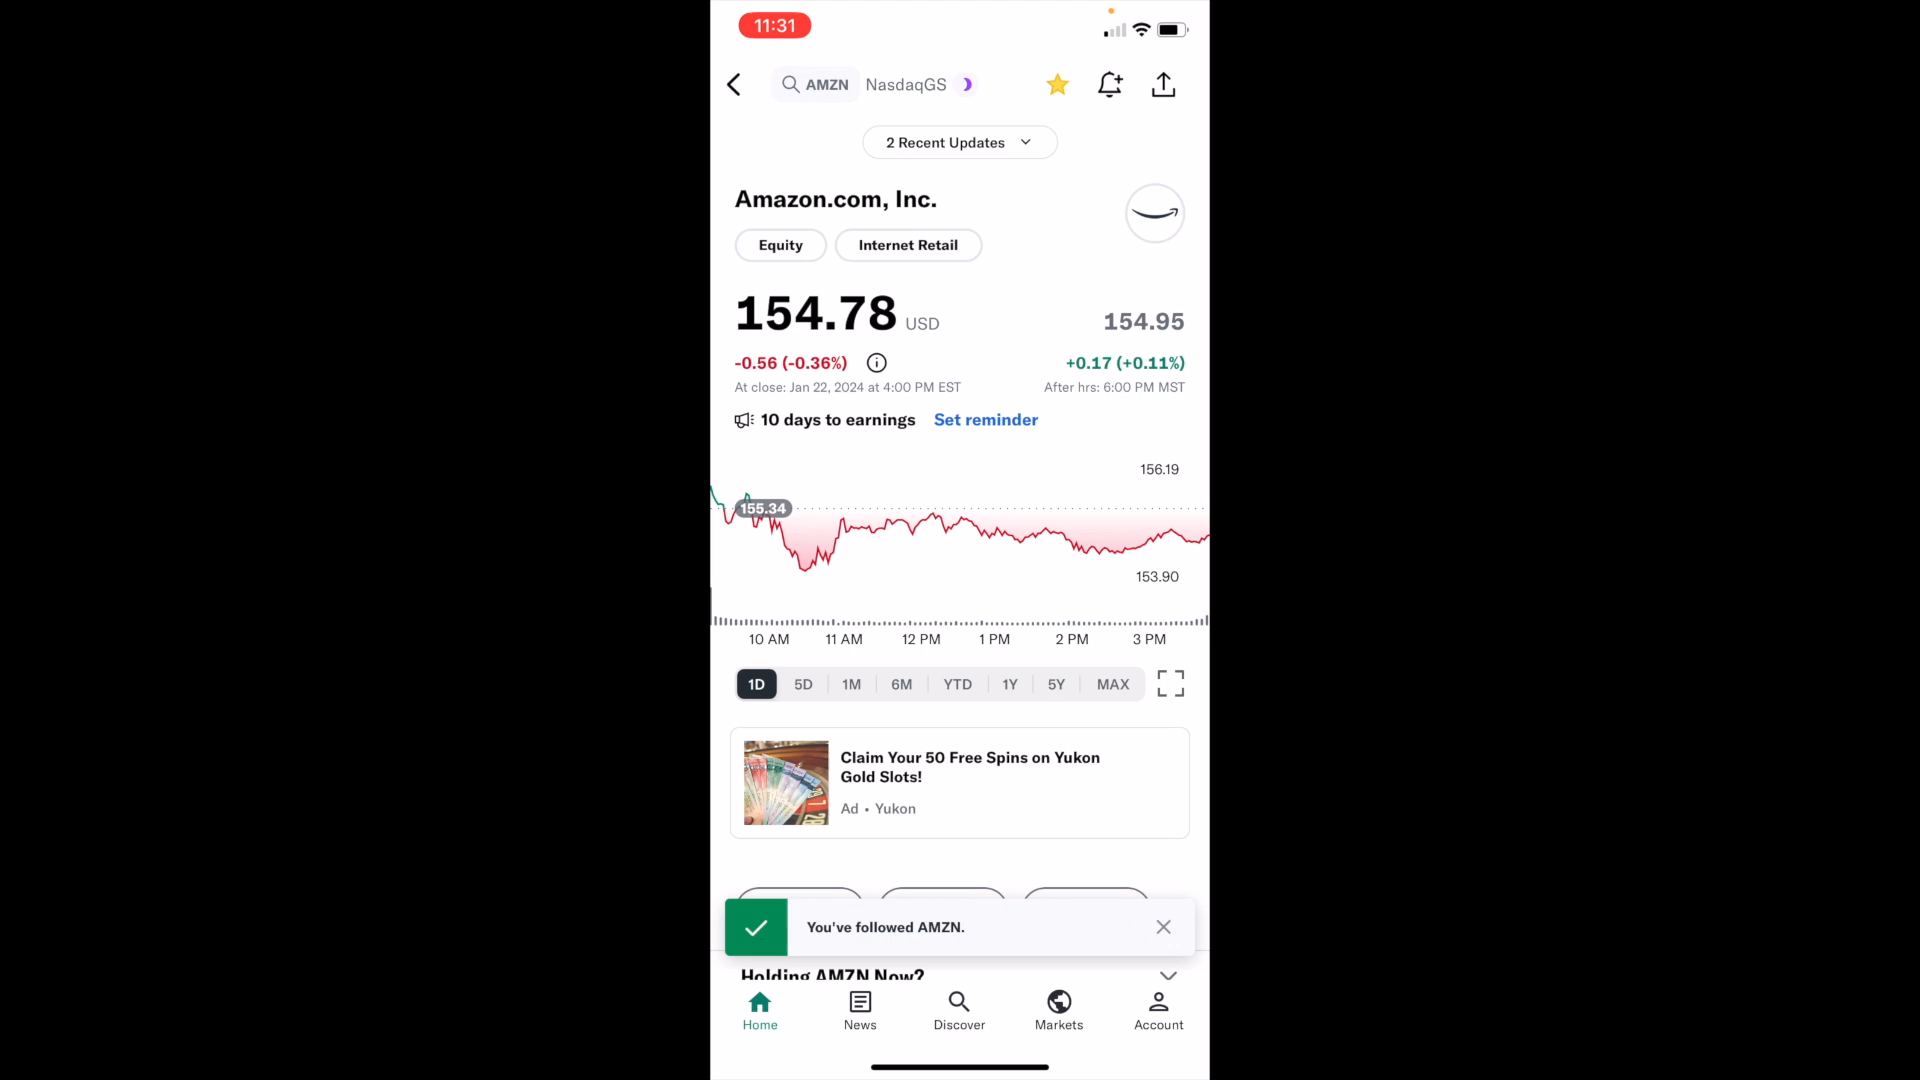 11:31
AMZN NasdaqGS
2 Recent Updates
Amazon.com, Inc.
Equity Internet Retail
154.78 USD 154.95
-0.56 (-0.36%) +0.17 (+0.11%)
At close: Jan 22, 2024 at 4:00 PM EST After hrs: 6:00 PM MST
10 days to earnings Set reminder
156.19
155.34
153.90
10 AM 11 AM 12 PM 1 PM 2 PM 3 PM
1D 5D 1M 6M YTD 1Y 5Y MAX
Claim Your 50 Free Spins on Yukon
Gold Slots!
Ad • Yukon
You've followed AMZN.
Holding AMZN Now?
Home News Discover Markets Account